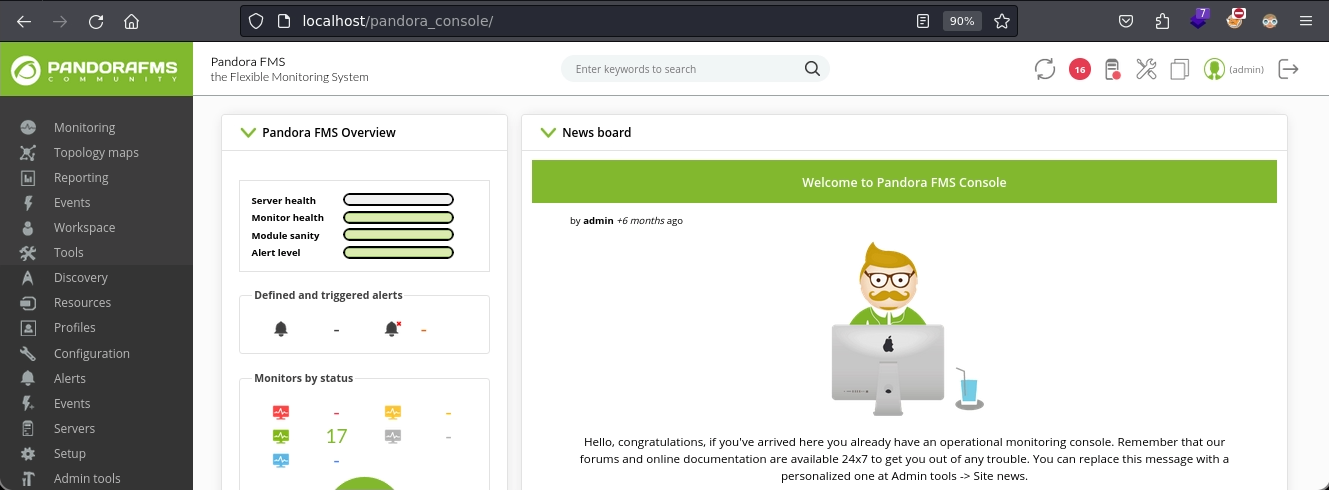 localhost/pandora_console/
90%
7
PANDORAFMS
COMMUNITY
Pandora FMS
the Flexible Monitoring System
Enter keywords to search
16
(admin)
Monitoring
Topology maps
Reporting
Events
Workspace
Tools
Discovery
Resources
Profiles
Configuration
Alerts
Events
Servers
Setup
Admin tools
Pandora FMS Overview
Server health
Monitor health
Module sanity
Alert level
Defined and triggered alerts
- -
Monitors by status
- -
17 -
-
News board
Welcome to Pandora FMS Console
by admin +6 months ago
Hello, congratulations, if you've arrived here you already have an operational monitoring console. Remember that our
forums and online documentation are available 24x7 to get you out of any trouble. You can replace this message with a
personalized one at Admin tools -> Site news.